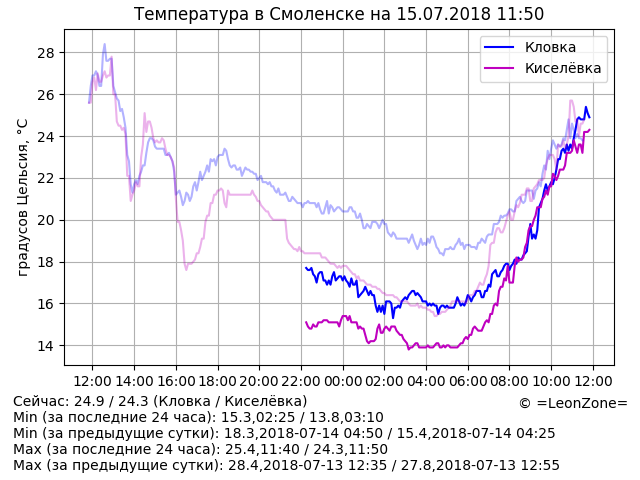 Температура в Смоленске на 15.07.2018 11:50
Кловка
Киселёвка
градусов Цельсия, °C
28
26
24
22
20
18
16
14
12:00 14:00 16:00 18:00 20:00 22:00 00:00 02:00 04:00 06:00 08:00 10:00 12:00
Сейчас: 24.9 / 24.3 (Кловка / Киселёвка)
© =LeonZone=
Min (за последние 24 часа): 15.3,02:25 / 13.8,03:10
Min (за предыдущие сутки): 18.3,2018-07-14 04:50 / 15.4,2018-07-14 04:25
Max (за последние 24 часа): 25.4,11:40 / 24.3,11:50
Max (за предыдущие сутки): 28.4,2018-07-13 12:35 / 27.8,2018-07-13 12:55